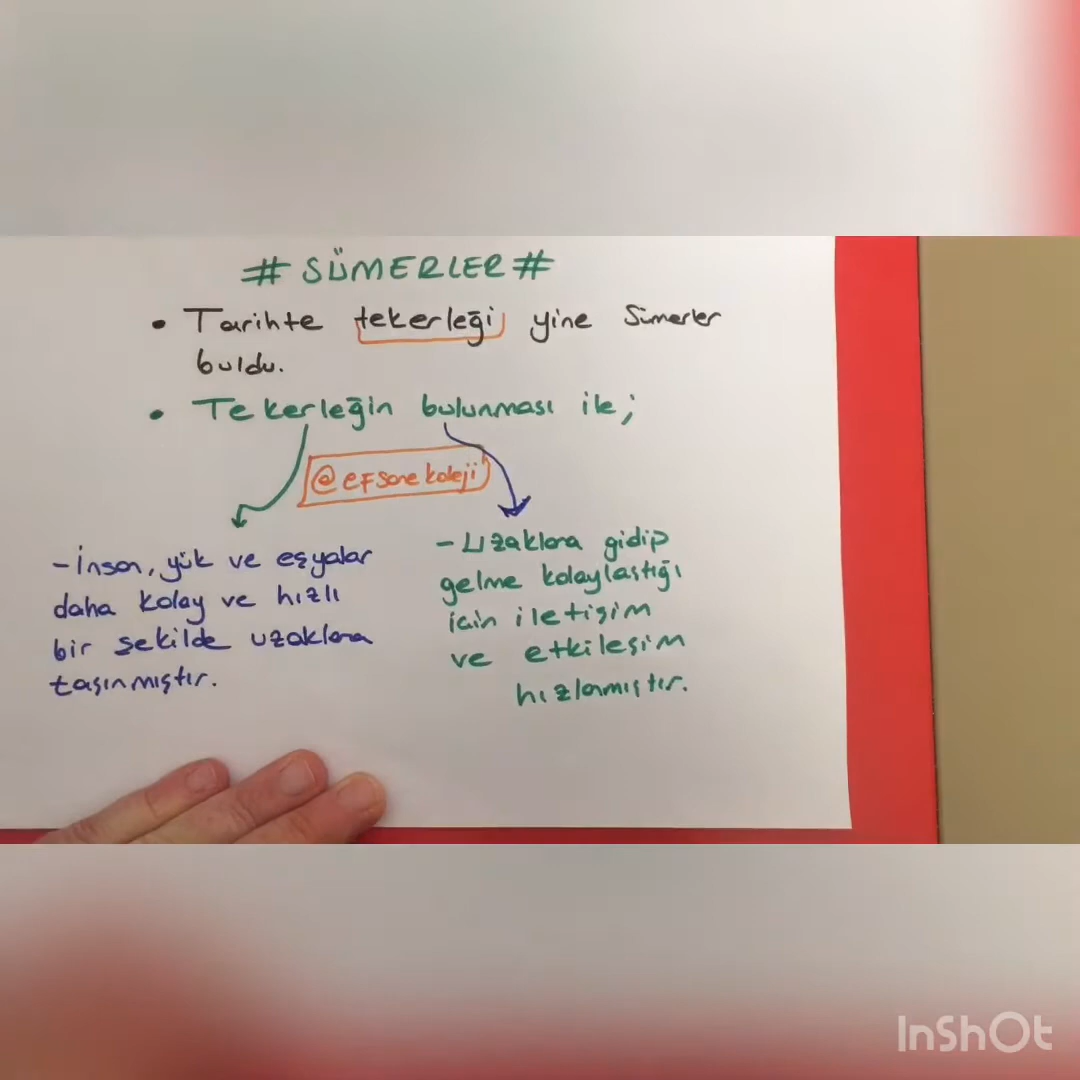 # SÜMERLER #
• Tarihte tekerleği yine Sümerler
buldu.
• Tekerleğin bulunması ile;
@efsanekoleji
- İnsan, yük ve eşyalar
daha kolay ve hızlı
bir şekilde uzaklara
taşınmıştır.
- Uzaklara gidip
gelme kolaylaştığı
için iletişim
ve etkileşim
hızlanmıştır.
InShOt